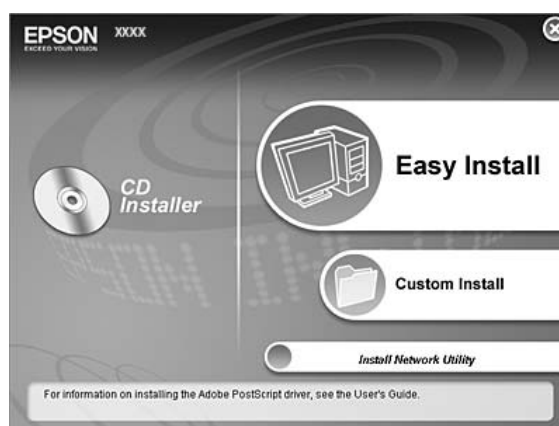 EPSON
EXCEED YOUR VISION
XXXX
CD
Installer
Easy Install
Custom Install
Install Network Utility
For information on installing the Adobe PostScript driver, see the User's Guide.